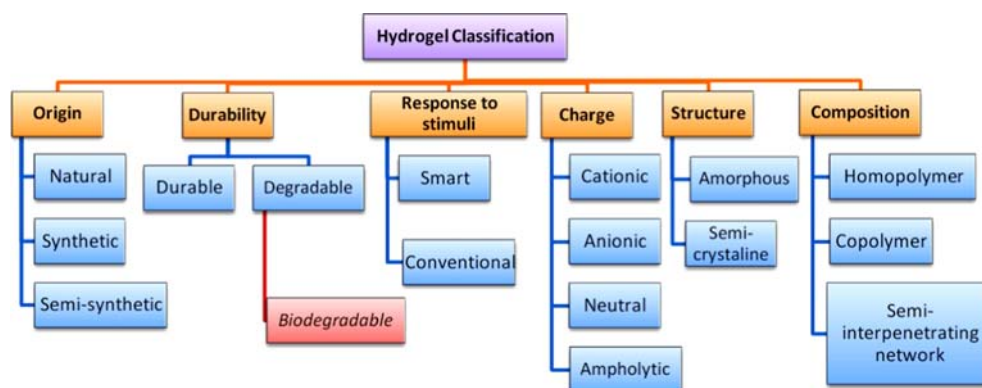 Hydrogel Classification
Origin
Durability
Response to
stimuli
Charge
Structure
Composition
Natural
Synthetic
Semi-synthetic
Durable
Degradable
Biodegradable
Smart
Conventional
Cationic
Anionic
Neutral
Ampholytic
Amorphous
Semi-
crystaline
Homopolymer
Copolymer
Semi-
interpenetrating
network